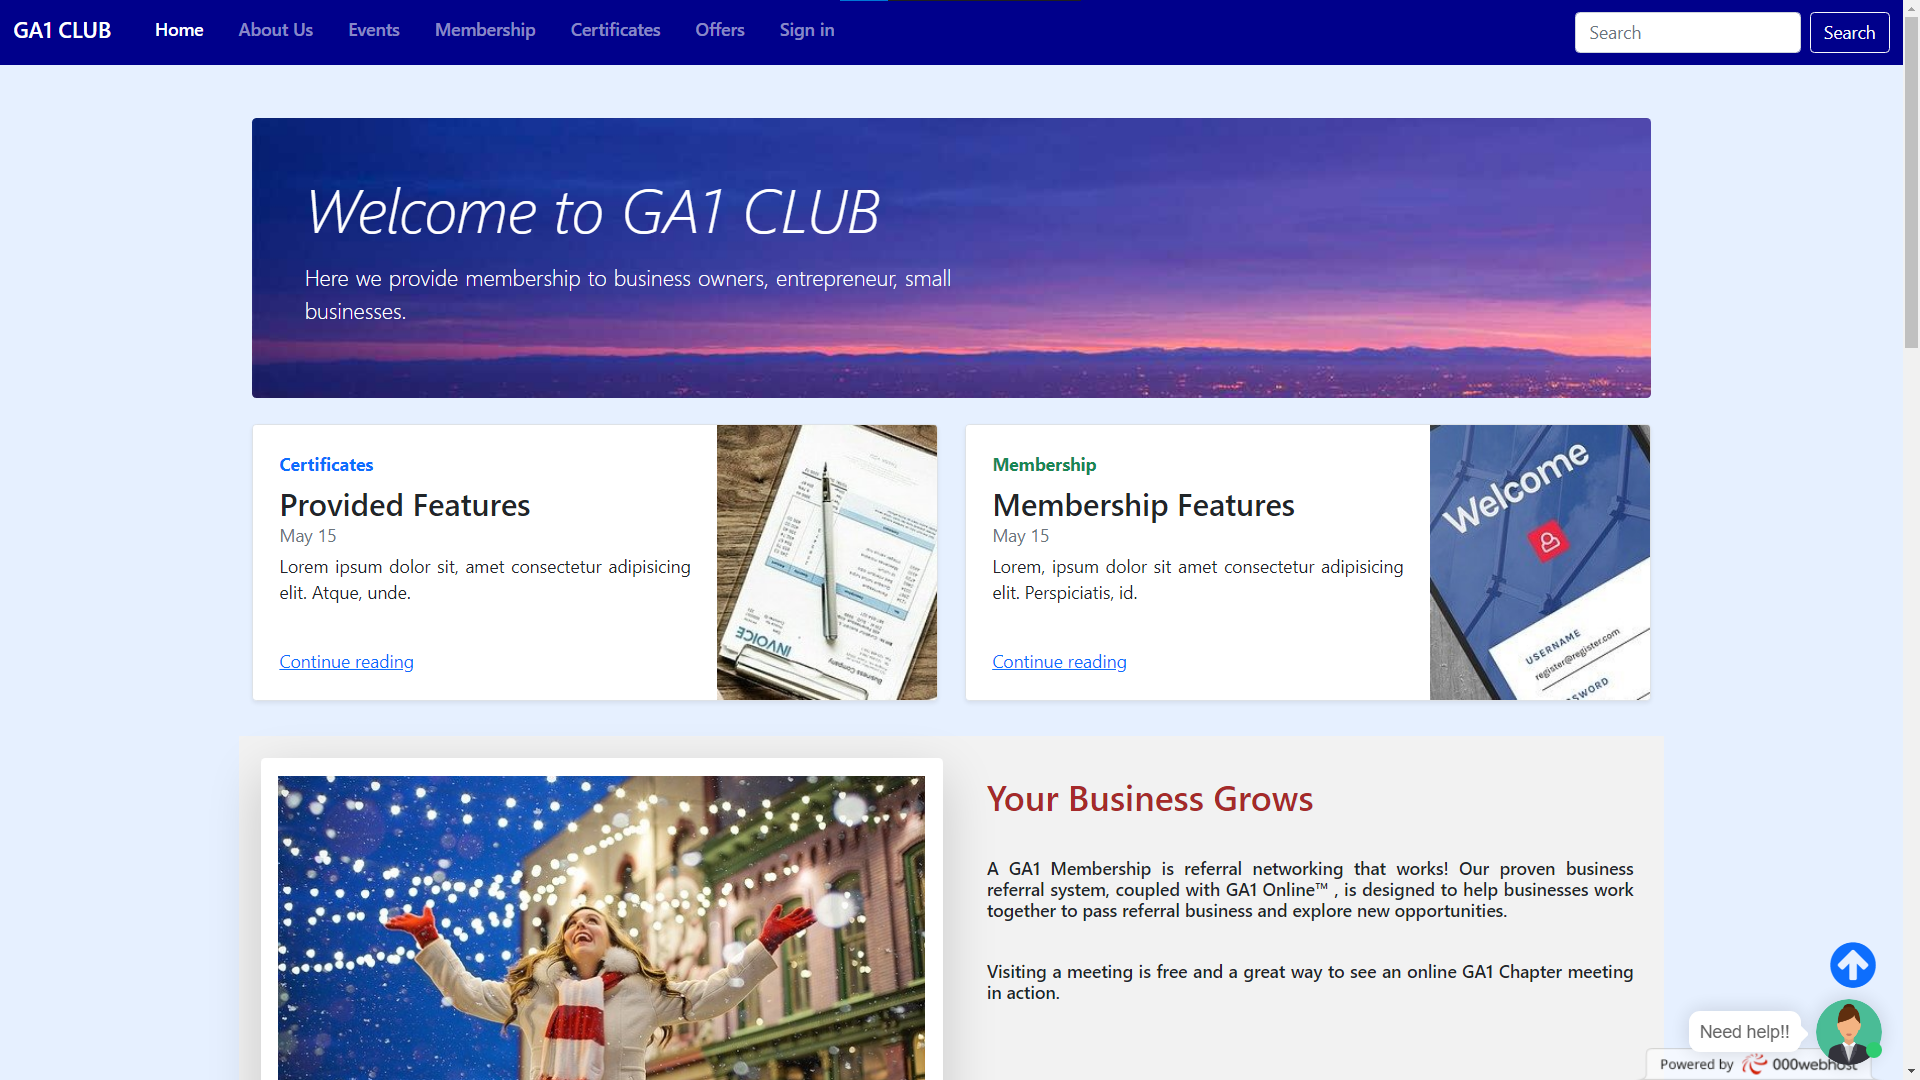 GA1 CLUB
Home
About Us
Events
Membership
Certificates
Offers
Sign in
Search
Search
Welcome to GA1 CLUB
Here we provide membership to business owners, entrepreneur, small
businesses.
Certificates
Provided Features
May 15
Lorem ipsum dolor sit, amet consectetur adipisicing
elit. Atque, unde.
Continue reading
INVOICE
Business Company
Membership
Membership Features
May 15
Lorem, ipsum dolor sit amet consectetur adipisicing
elit. Perspiciatis, id.
Continue reading
Welcome
USERNAME
register@register.com
Your Business Grows
A GA1 Membership is referral networking that works! Our proven business
referral system, coupled with GA1 Online™ , is designed to help businesses work
together to pass referral business and explore new opportunities.
Visiting a meeting is free and a great way to see an online GA1 Chapter meeting
in action.
Need help!!
Powered by 000webhost